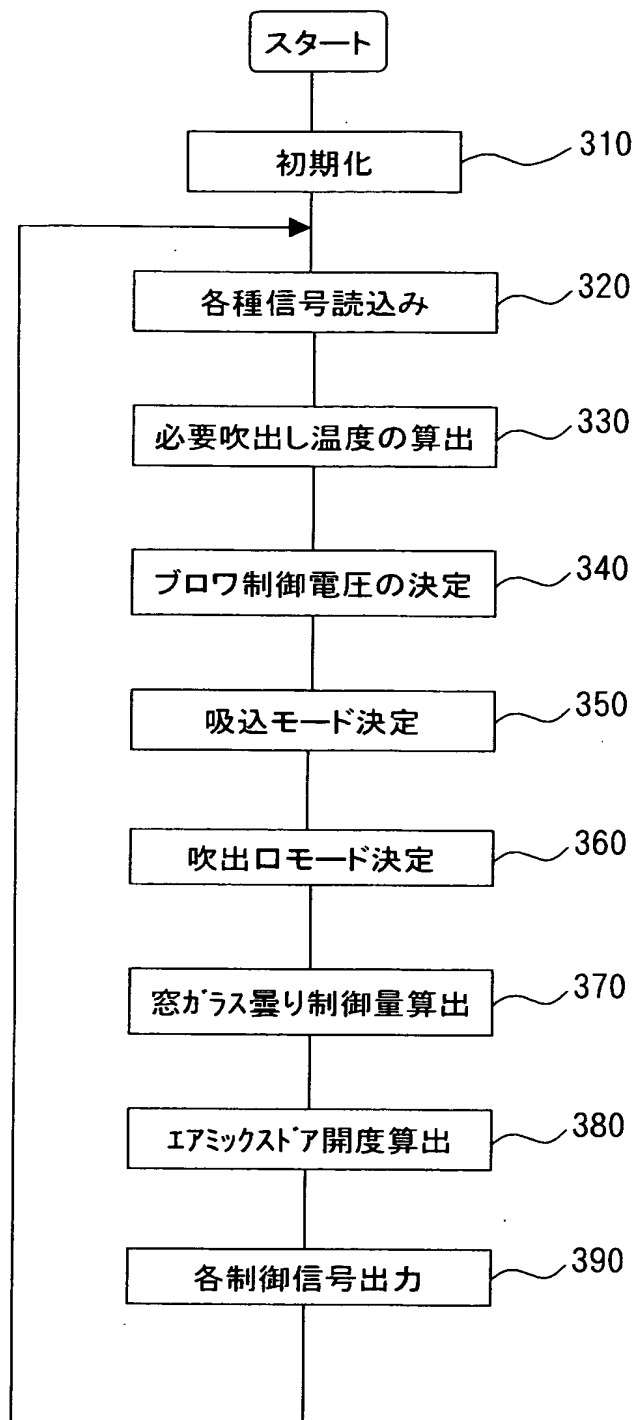 スタート
初期化
310
各種信号読込み
320
必要吹出し温度の算出
330
ブロワ制御電圧の決定
340
吸込モード決定
350
吹出口モード決定
360
窓ｶﾞﾗｽ曇り制御量算出
370
ｴｱﾐｯｸｽﾄﾞｱ開度算出
380
各制御信号出力
390